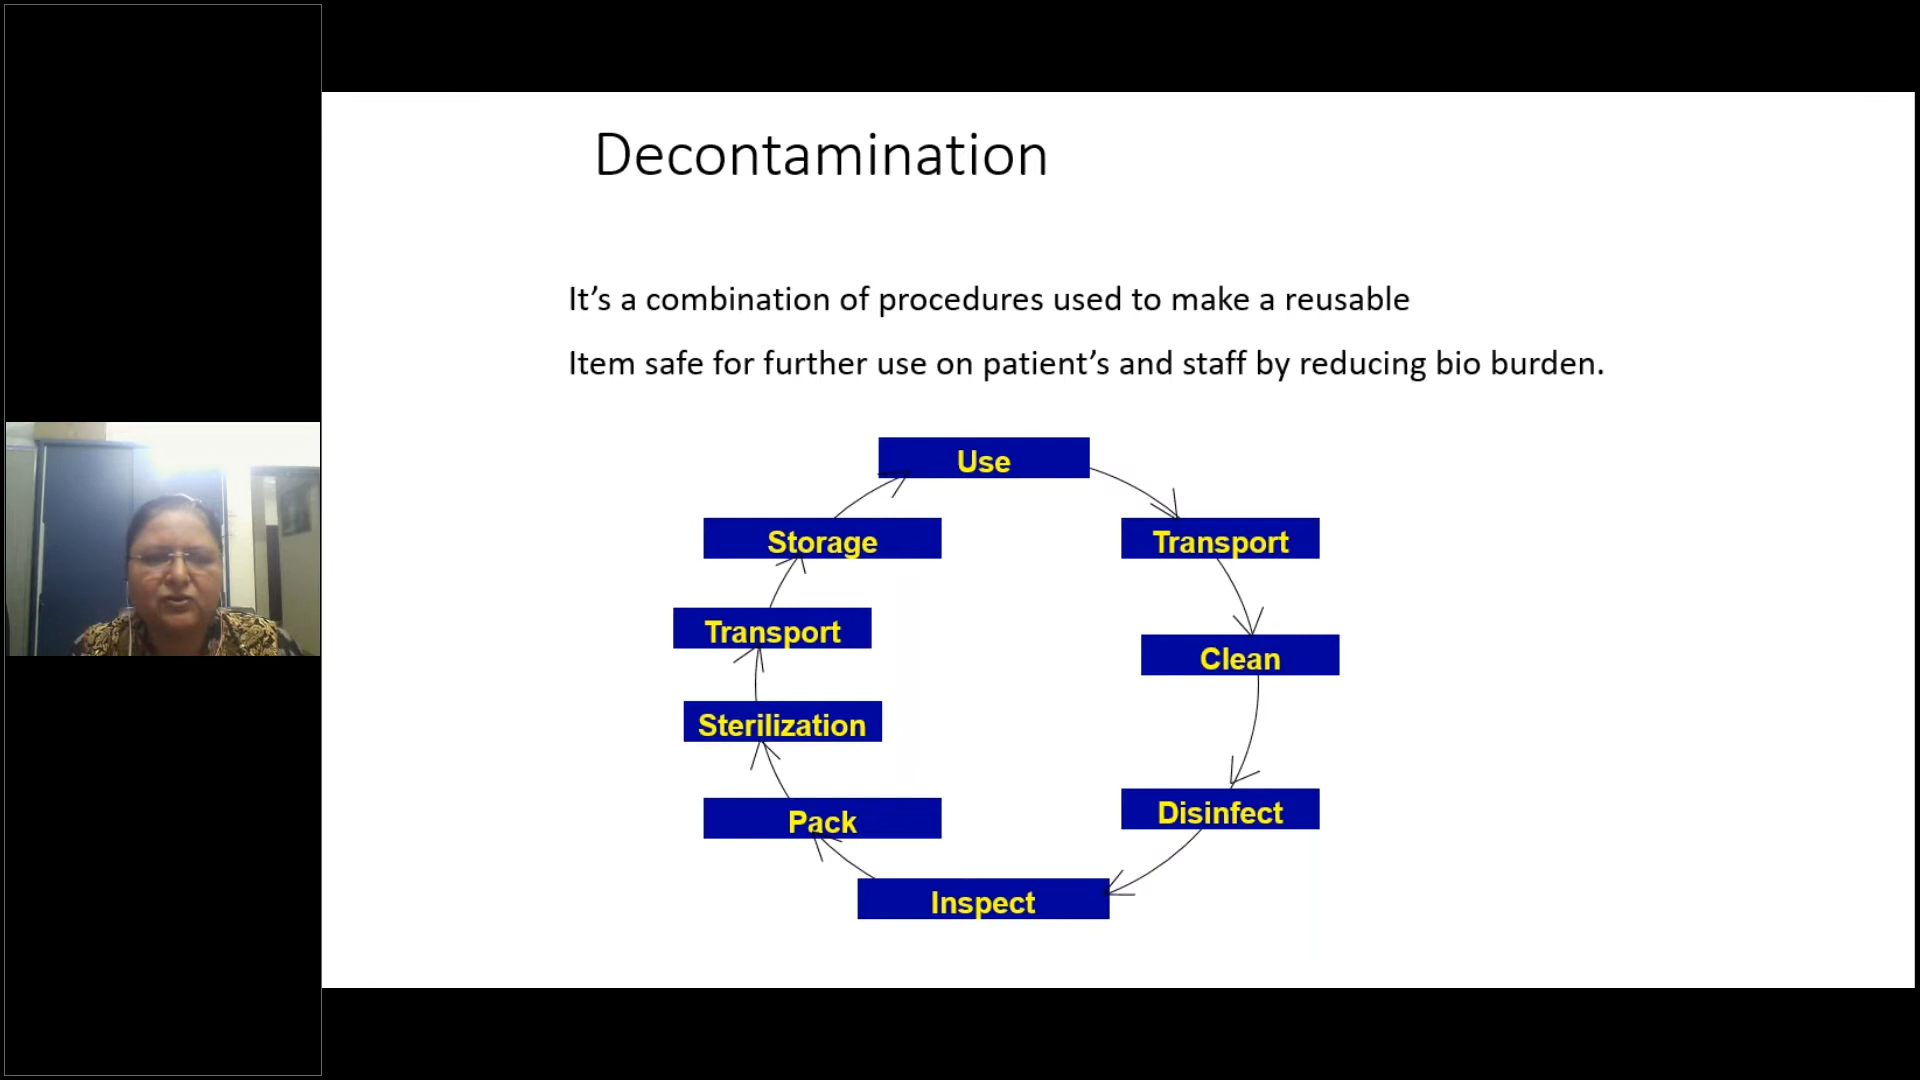 Decontamination
It’s a combination of procedures used to make a reusable
Item safe for further use on patient’s and staff by reducing bio burden.
Use
Transport
Clean
Disinfect
Inspect
Pack
Sterilization
Transport
Storage